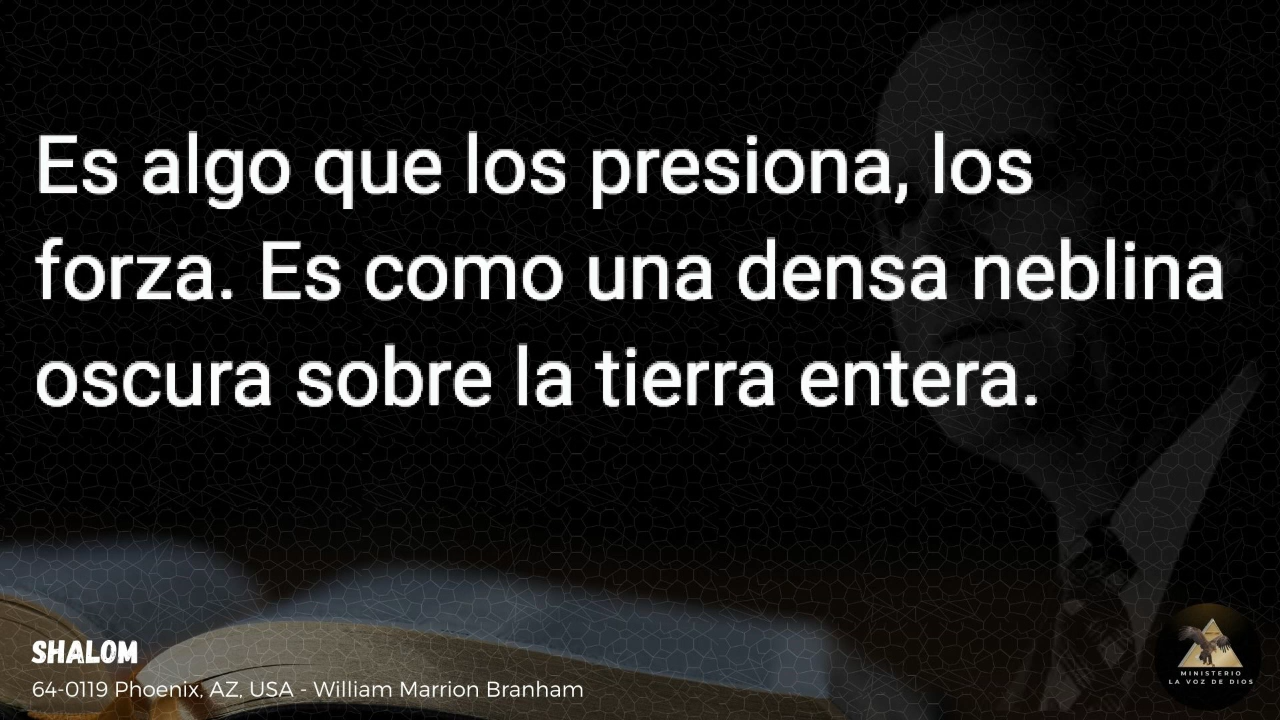 Es algo que los presiona, los
forza. Es como una densa neblina
oscura sobre la tierra entera.
SHALOM
64-0119 Phoenix, AZ, USA - William Marrion Branham
MINISTERIO
LA VOZ DE DIOS